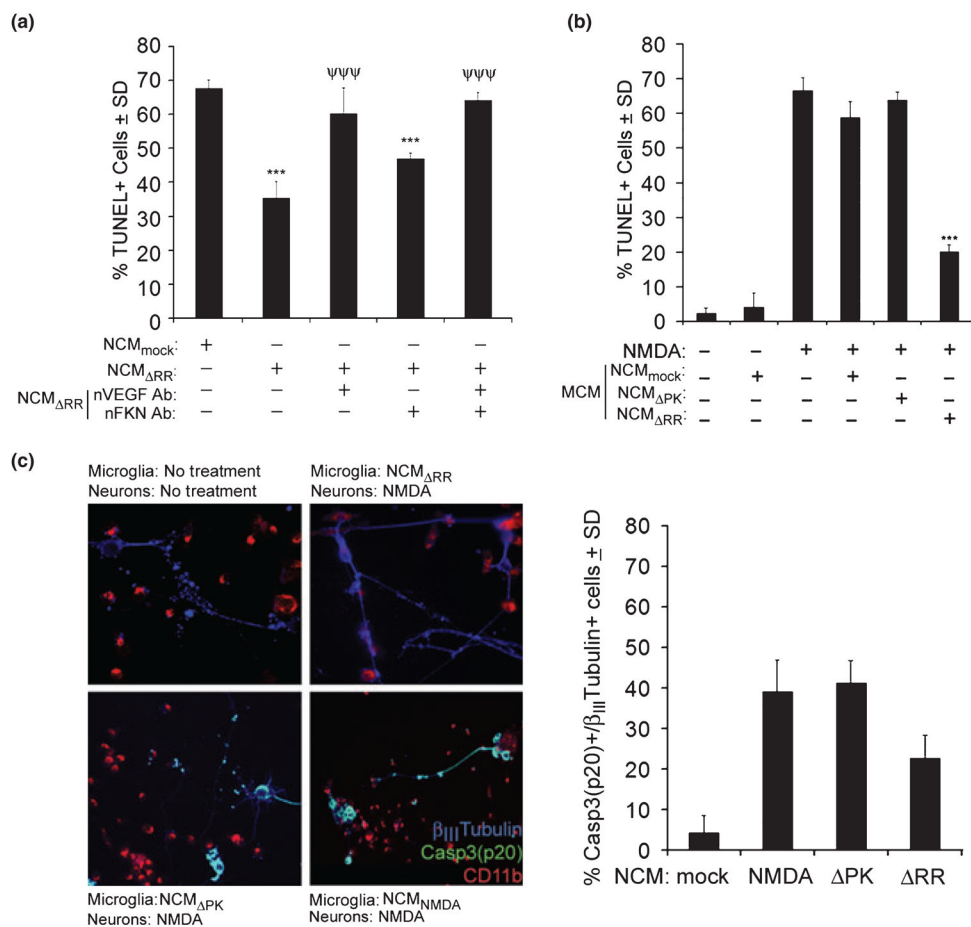 (a)
% TUNEL+ Cells ± SD
80
70
60
50
40
30
20
10
0
***
ψψψ
***
ψψψ
NCMmock: + – – – –
NCMΔRR: – + + + +
NCMΔRR
nVEGF Ab: – – + – +
nFKN Ab: – – – + +
(b)
% TUNEL+ Cells ± SD
80
70
60
50
40
30
20
10
0
***
NMDA: – – + + + +
MCM
NCMmock: – + – + – –
NCMΔPK: – – – – + –
NCMΔRR: – – – – – +
(c)
Microglia: No treatment
Neurons: No treatment
Microglia: NCMΔRR
Neurons: NMDA
βIIITubulin
Casp3(p20)
CD11b
Microglia:NCMΔPK
Neurons: NMDA
Microglia: NCMNMDA
Neurons: NMDA
% Casp3(p20)+/βIIITubulin+ cells ± SD
80
70
60
50
40
30
20
10
0
NCM: mock NMDA ΔPK ΔRR